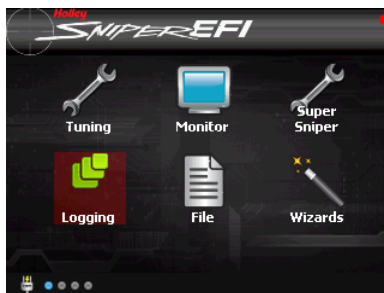 Holley
SNIPER EFI
Tuning
Monitor
Super
Sniper
Logging
File
Wizards